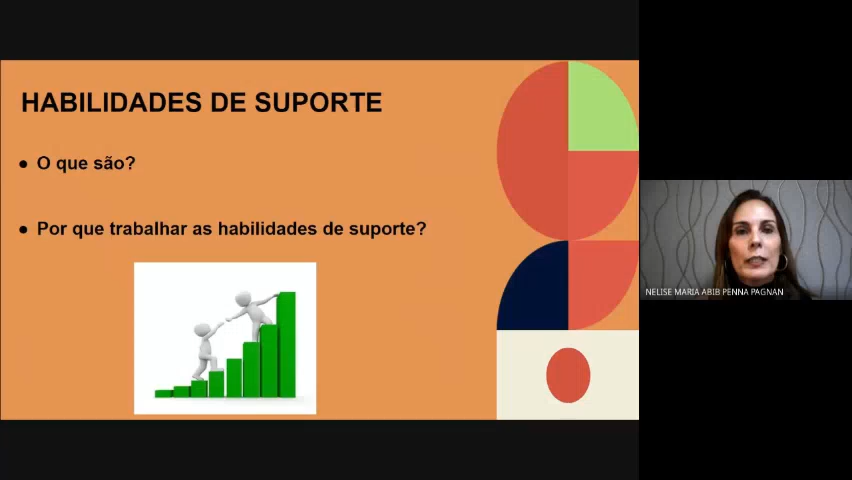 HABILIDADES DE SUPORTE
● O que são?
● Por que trabalhar as habilidades de suporte?
NELISE MARIA ABIB PENNA PAGNAN